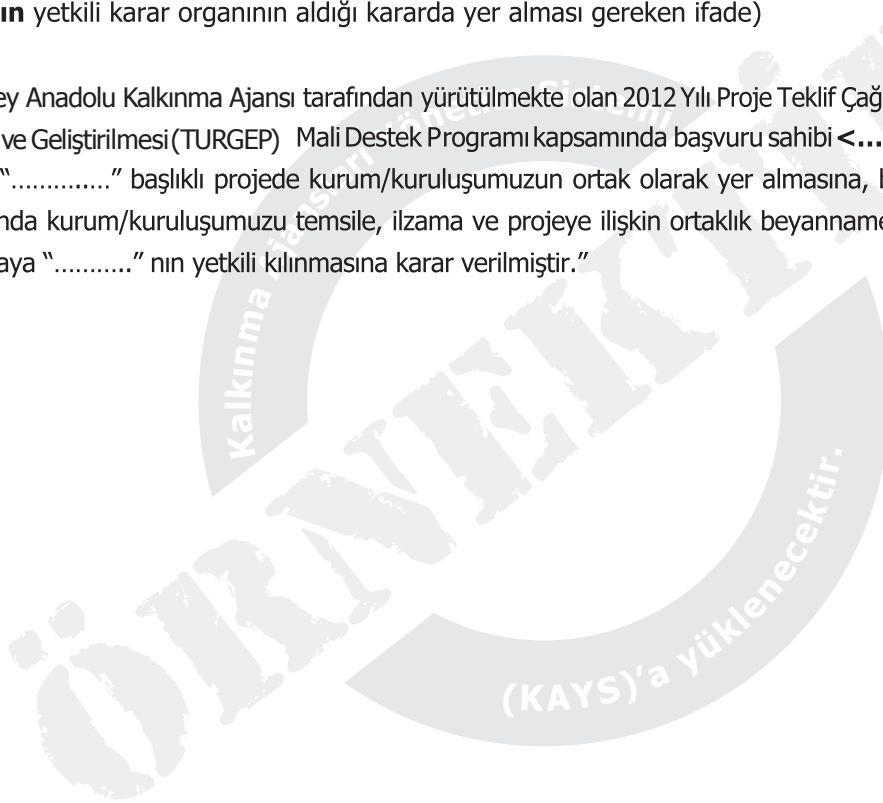 ın yetkili karar organının aldığı kararda yer alması gereken ifade)
ey Anadolu Kalkınma Ajansı tarafından yürütülmekte olan 2012 Yılı Proje Teklif Çağ
ve Geliştirilmesi (TURGEP) Mali Destek Programı kapsamında başvuru sahibi <…
“………..…” başlıklı projede kurum/kuruluşumuzun ortak olarak yer almasına,
nda kurum/kuruluşumuzu temsile, ilzama ve projeye ilişkin ortaklık beyanname
aya “………..” nın yetkili kılınmasına karar verilmiştir.”
Kalkınma Ajansları Yönetim Sistemi
(KAYS)’a yüklenecektir.
ÖRNEKTİ